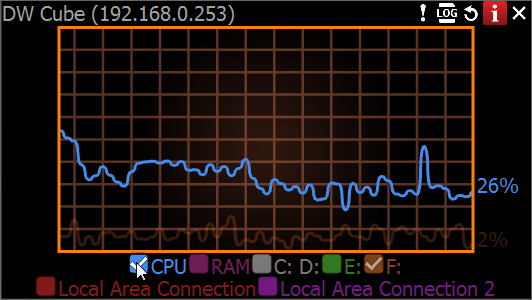 DW Cube (192.168.0.253) ! LOG i
26%
2%
CPU RAM C: D: E: F:
Local Area Connection Local Area Connection 2